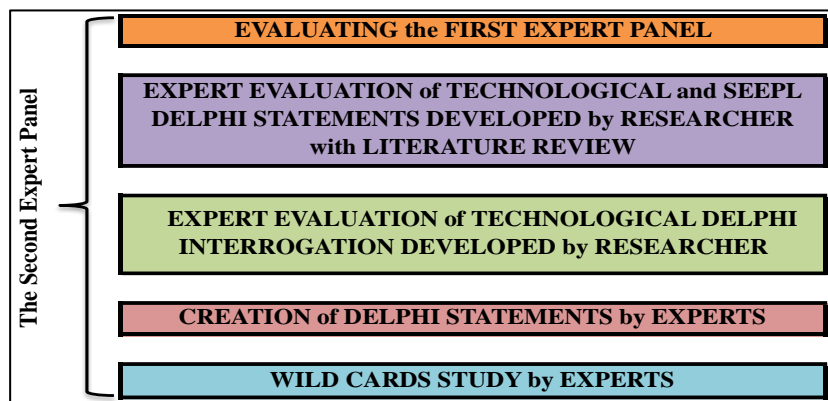 The Second Expert Panel
EVALUATING the FIRST EXPERT PANEL
EXPERT EVALUATION of TECHNOLOGICAL and SEEPL
DELPHI STATEMENTS DEVELOPED by RESEARCHER
with LITERATURE REVIEW
EXPERT EVALUATION of TECHNOLOGICAL DELPHI
INTERROGATION DEVELOPED by RESEARCHER
CREATION of DELPHI STATEMENTS by EXPERTS
WILD CARDS STUDY by EXPERTS